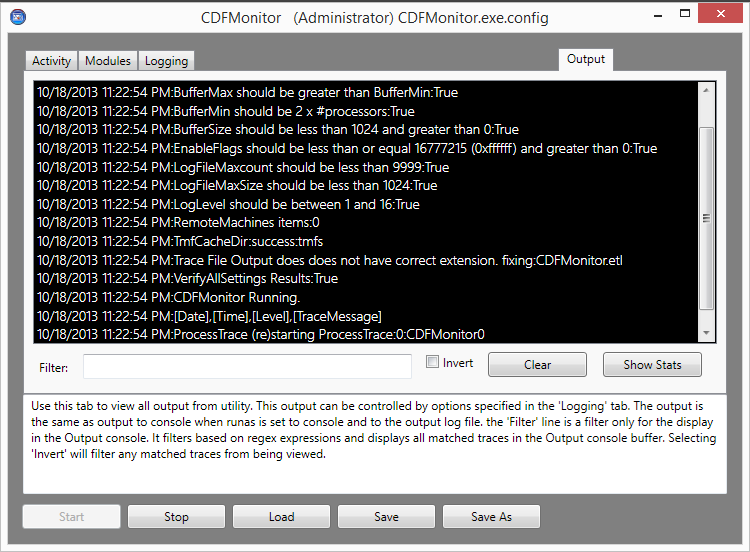 CDFMonitor (Administrator) CDFMonitor.exe.config
Activity Modules Logging Output
10/18/2013 11:22:54 PM:BufferMax should be greater than BufferMin:True
10/18/2013 11:22:54 PM:BufferMin should be 2 x #processors:True
10/18/2013 11:22:54 PM:BufferSize should be less than 1024 and greater than 0:True
10/18/2013 11:22:54 PM:EnableFlags should be less than or equal 16777215 (0xffffff) and greater than 0:True
10/18/2013 11:22:54 PM:LogFileMaxcount should be less than 9999:True
10/18/2013 11:22:54 PM:LogFileMaxSize should be less than 1024:True
10/18/2013 11:22:54 PM:LogLevel should be between 1 and 16:True
10/18/2013 11:22:54 PM:RemoteMachines items:0
10/18/2013 11:22:54 PM:TmfCacheDir:success:tmfs
10/18/2013 11:22:54 PM:Trace File Output does does not have correct extension. fixing:CDFMonitor.etl
10/18/2013 11:22:54 PM:VerifyAllSettings Results:True
10/18/2013 11:22:54 PM:CDFMonitor Running.
10/18/2013 11:22:54 PM:[Date],[Time],[Level],[TraceMessage]
10/18/2013 11:22:54 PM:ProcessTrace (re)starting ProcessTrace:0:CDFMonitor0
Filter: Invert Clear Show Stats
Use this tab to view all output from utility. This output can be controlled by options specified in the 'Logging' tab. The output is
the same as output to console when runas is set to console and to the output log file. the 'Filter' line is a filter only for the display
in the Output console. It filters based on regex expressions and displays all matched traces in the Output console buffer. Selecting
'Invert' will filter any matched traces from being viewed.
Start Stop Load Save Save As